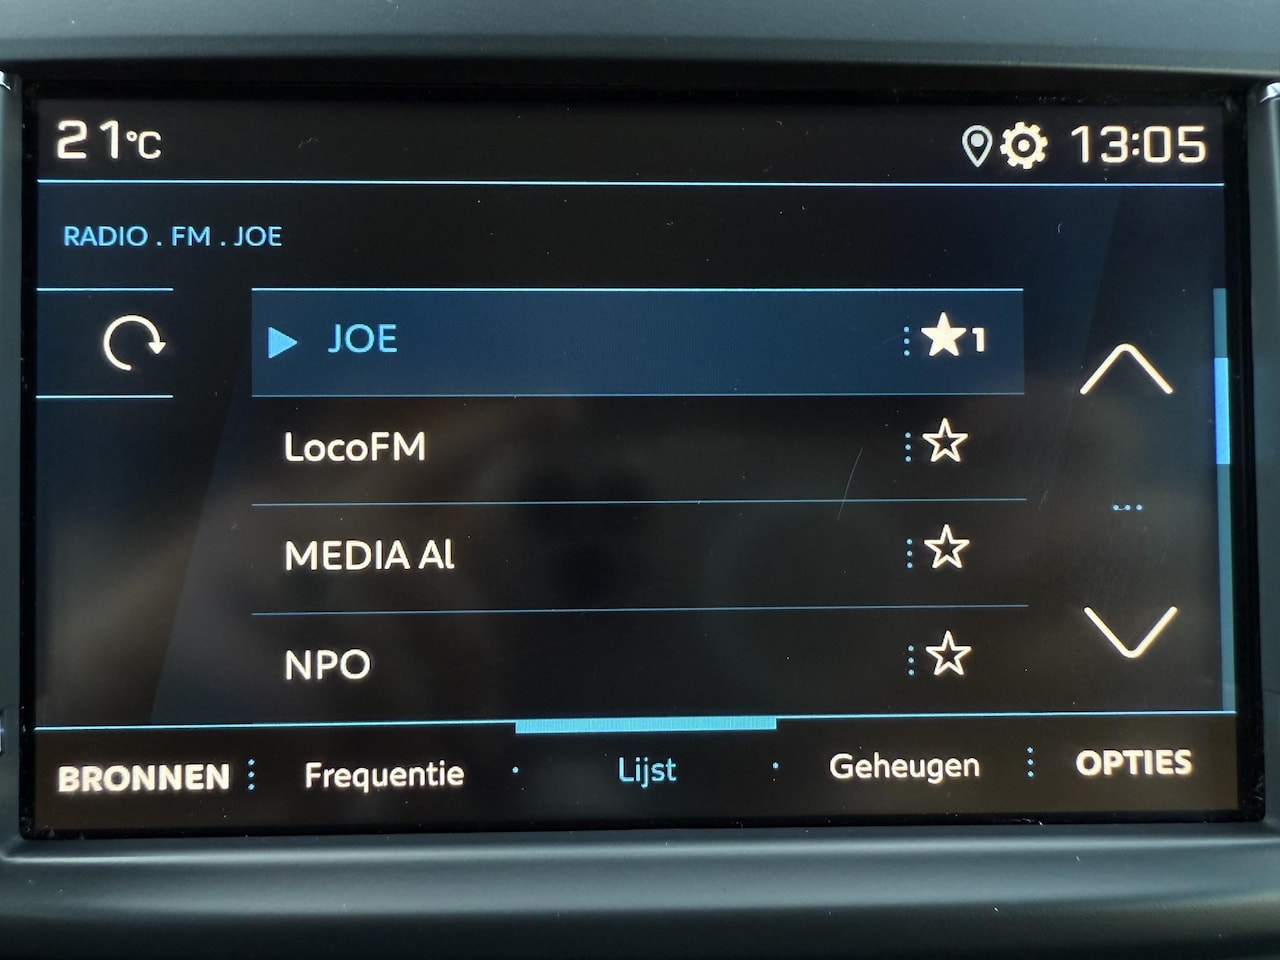 21°C
13:05
RADIO . FM . JOE
JOE
1
LocoFM
MEDIA Al
NPO
BRONNEN
Frequentie
Lijst
Geheugen
OPTIES